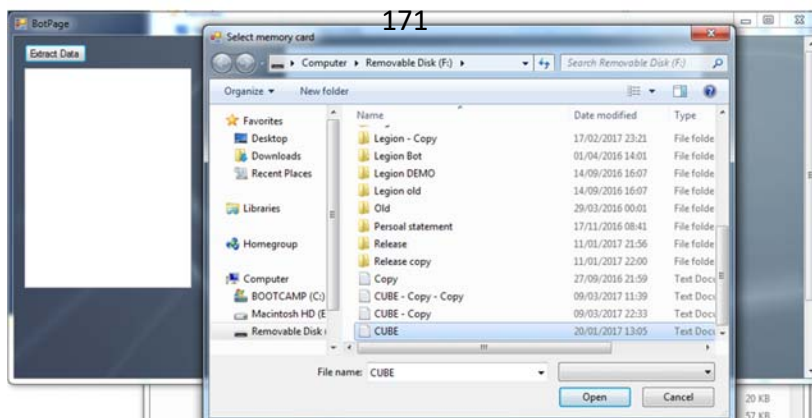 171
BotPage
Select memory card
Extract Data
Computer Removable Disk (F:)
Search Removable Disk (F:)
Organize New folder
Name Date modified Type
Favorites
Desktop
Downloads
Recent Places
Libraries
Homegroup
Computer
BOOTCAMP (C:)
Macintosh HD (E
Removable Disk
Legion - Copy 17/02/2017 23:21 File folde
Legion Bot 01/04/2016 14:01 File folde
Legion DEMO 14/09/2016 16:07 File folde
Legion old 14/09/2016 16:07 File folde
Old 29/03/2016 00:01 File folde
Persoal statement 17/11/2016 08:41 File folde
Release 11/01/2017 21:56 File folde
Release copy 11/01/2017 22:00 File folde
Copy 27/09/2016 21:59 Text Docu
CUBE - Copy - Copy 09/03/2017 11:39 Text Docu
CUBE - Copy 09/03/2017 22:33 Text Docu
CUBE 20/01/2017 13:05 Text Docu
File name: CUBE
Open Cancel
20 KB
57 KB